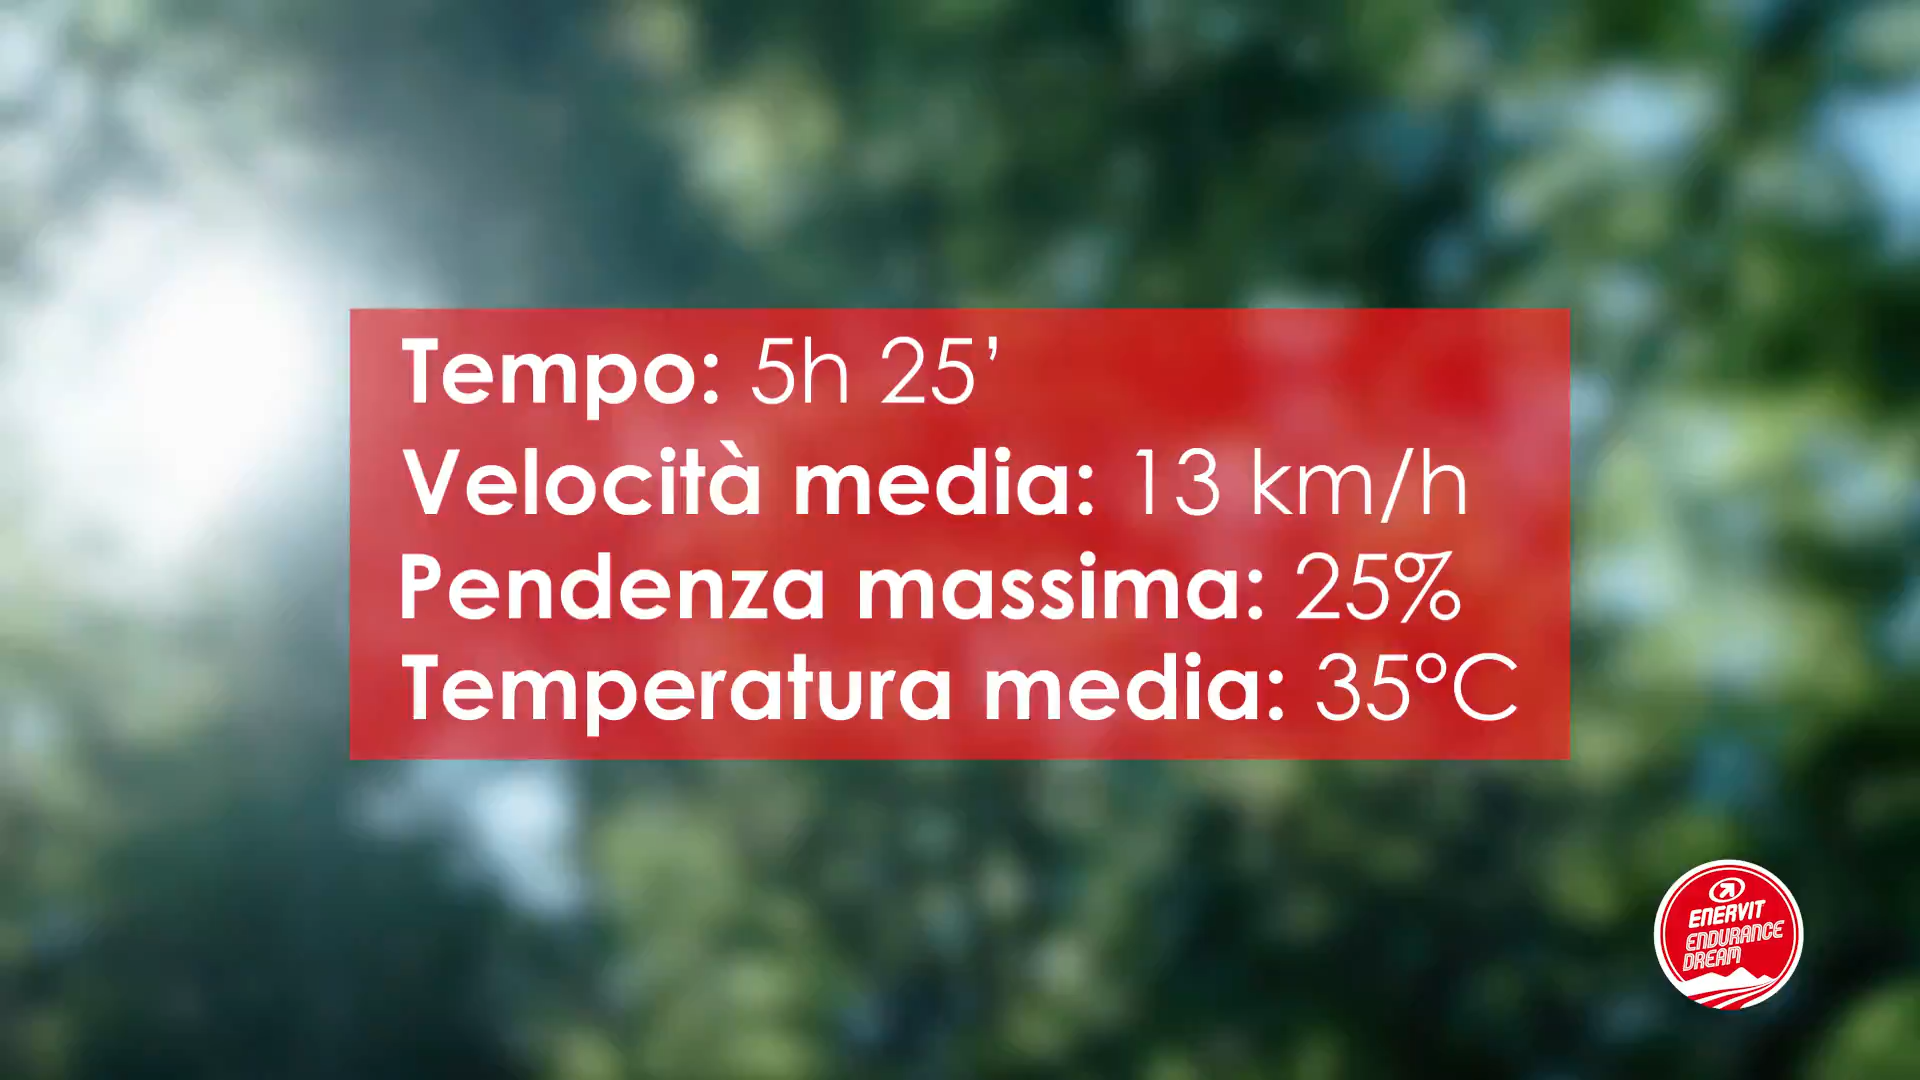 Tempo: 5h 25’
Velocità media: 13 km/h
Pendenza massima: 25%
Temperatura media: 35°C
ENERVIT
ENDURANCE
DREAM